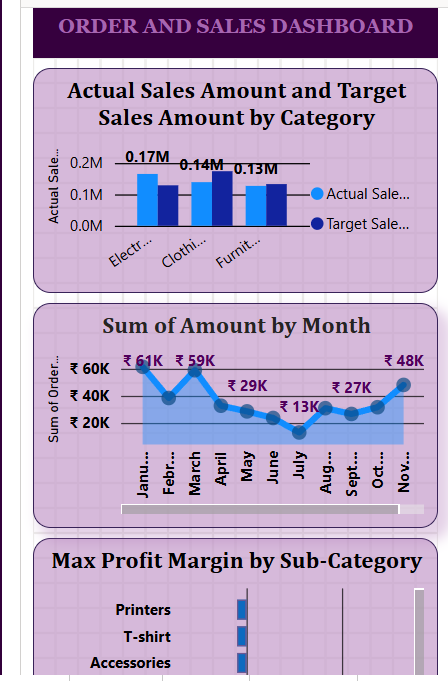 ORDER AND SALES DASHBOARD
Actual Sales Amount and Target
Sales Amount by Category
Actual Sale...
0.2M
0.1M
0.0M
0.17M
0.14M
0.13M
Electr...
Clothi...
Furnit...
Actual Sale...
Target Sale...
Sum of Amount by Month
Sum of Order...
₹ 60K
₹ 40K
₹ 20K
₹ 61K
₹ 59K
₹ 29K
₹ 13K
₹ 27K
₹ 48K
Janu...
Febr...
March
April
May
June
July
Aug...
Sept...
Oct...
Nov...
Max Profit Margin by Sub-Category
Printers
T-shirt
Accessories